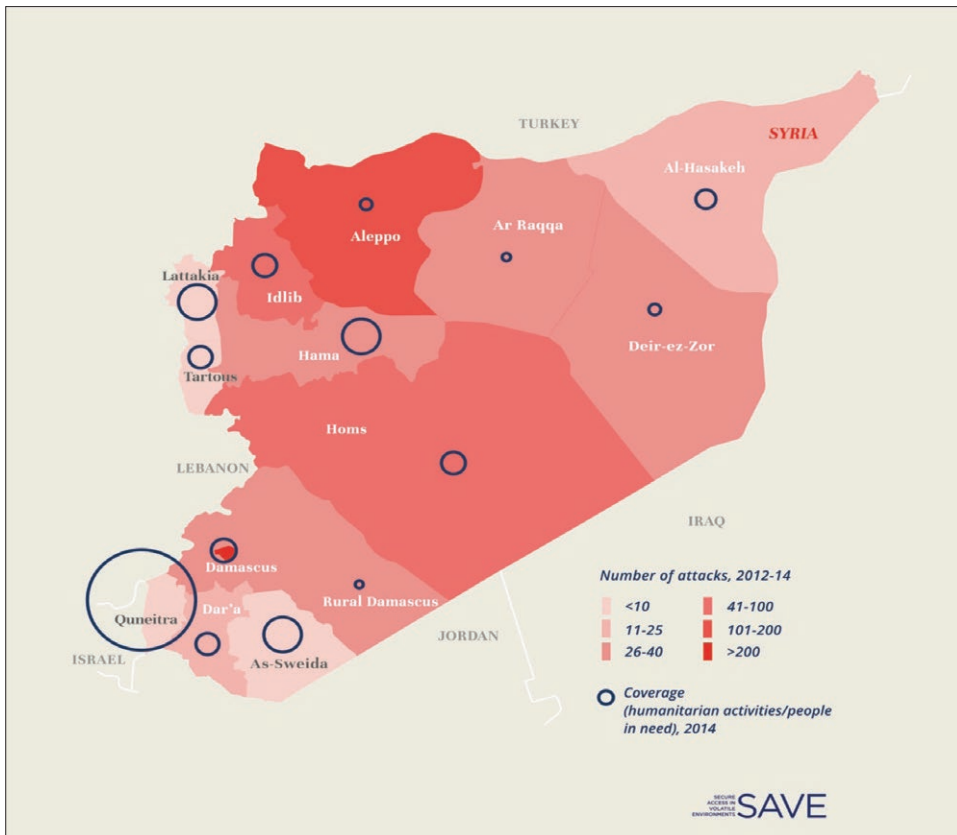 TURKEY
SYRIA
Al-Hasakeh
Ar Raqqa
Aleppo
Lattakia
Idlib
Deir-ez-Zor
Hama
Tartous
Homs
LEBANON
IRAQ
Damascus
Rural Damascus
Dar'a
Quneitra
JORDAN
ISRAEL
As-Sweida
Number of attacks, 2012-14
<10
11-25
26-40
41-100
101-200
>200
Coverage
(humanitarian activities/people
in need), 2014
SECURE
ACCESS IN
VOLATILE
ENVIRONMENTS
SAVE